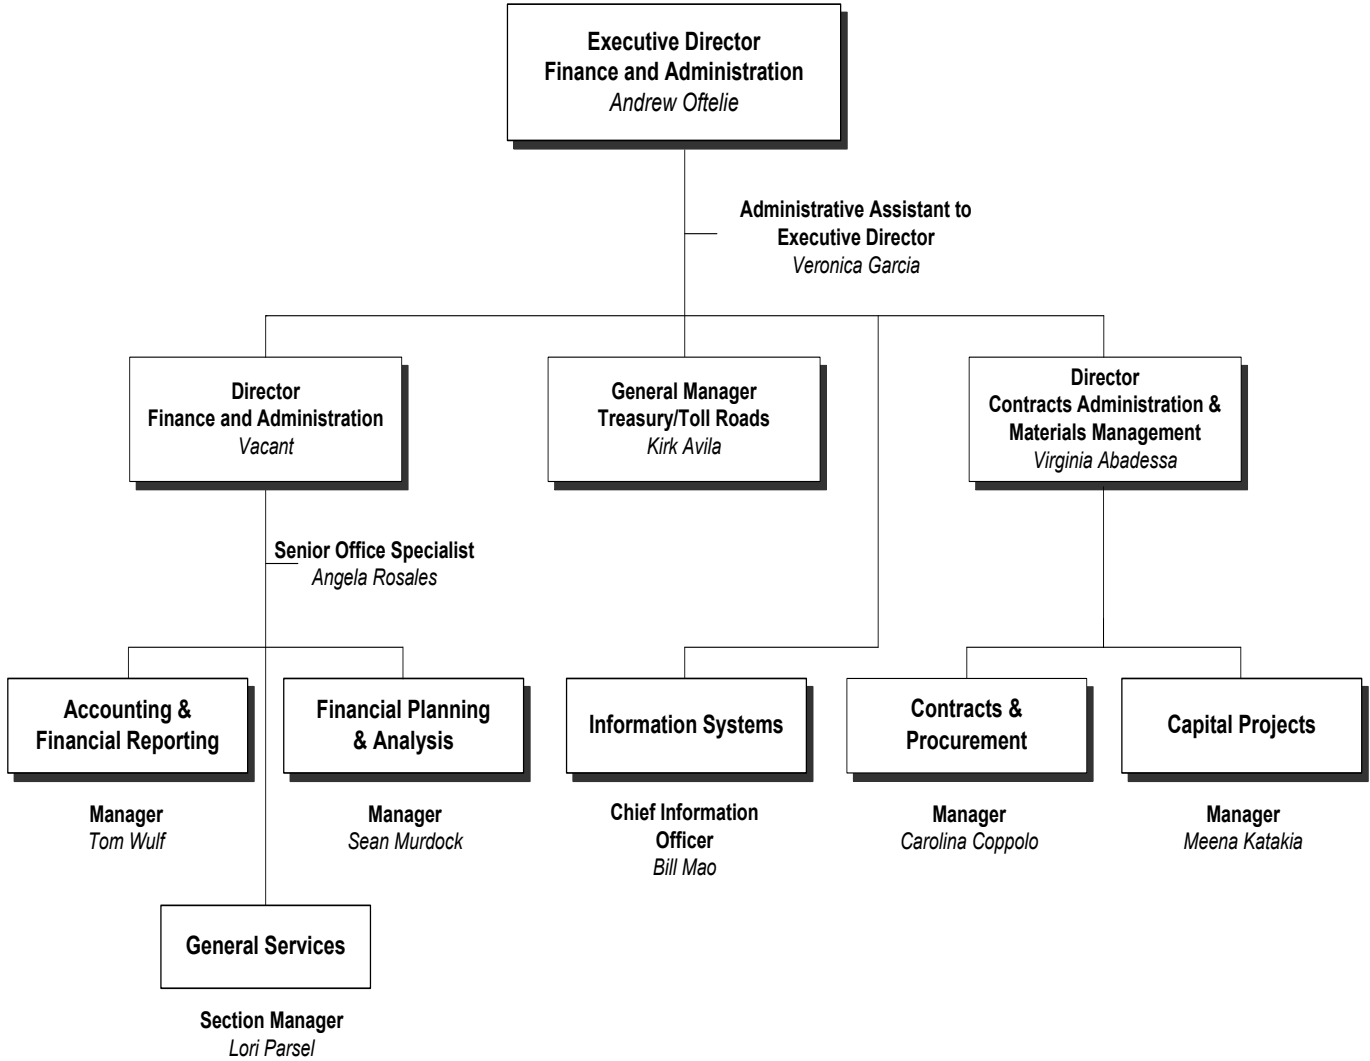 Executive Director
Finance and Administration
Andrew Oftelie
Administrative Assistant to
Executive Director
Veronica Garcia
Director
Finance and Administration
Vacant
General Manager
Treasury/Toll Roads
Kirk Avila
Director
Contracts Administration &
Materials Management
Virginia Abadessa
Senior Office Specialist
Angela Rosales
Accounting &
Financial Reporting
Manager
Tom Wulf
Financial Planning
& Analysis
Manager
Sean Murdock
Information Systems
Chief Information
Officer
Bill Mao
Contracts &
Procurement
Manager
Carolina Coppolo
Capital Projects
Manager
Meena Katakia
General Services
Section Manager
Lori Parsel